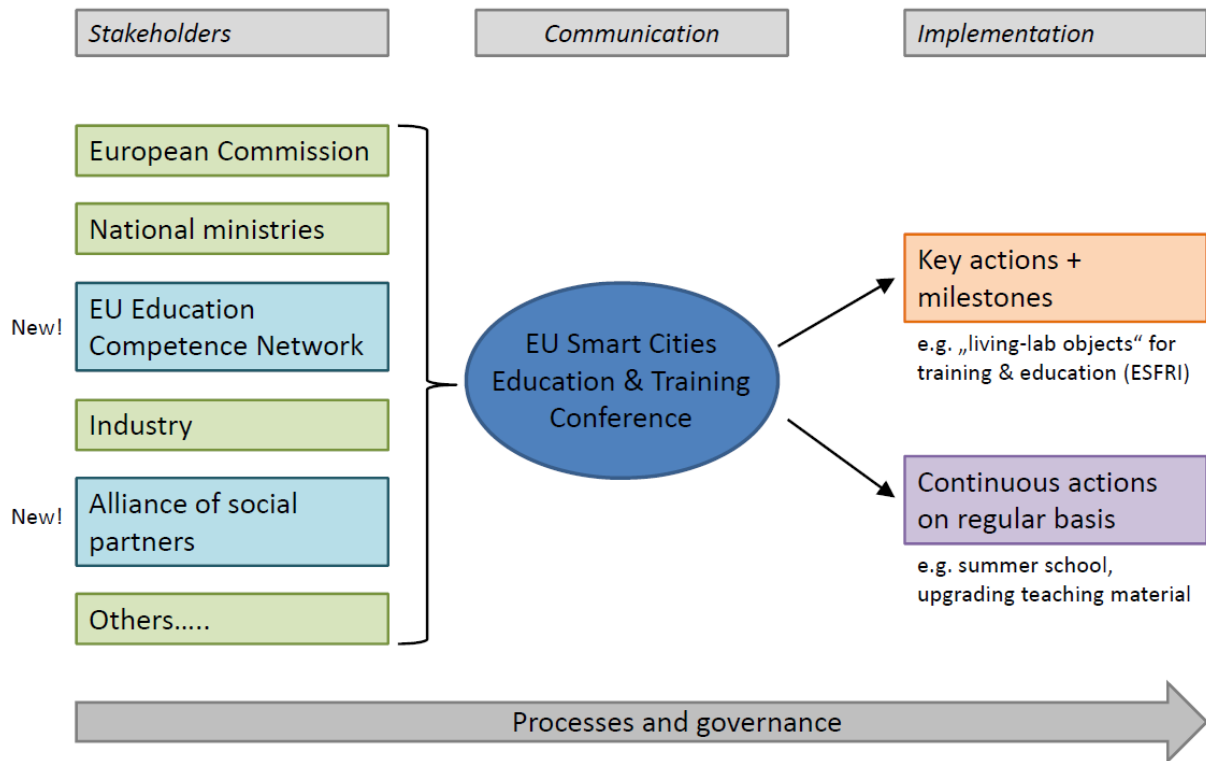 Stakeholders
Communication
Implementation
European Commission
National ministries
New!
EU Education
Competence Network
Industry
New!
Alliance of social
partners
Others.....
EU Smart Cities
Education & Training
Conference
Key actions +
milestones
e.g. „living-lab objects“ for
training & education (ESFRI)
Continuous actions
on regular basis
e.g. summer school,
upgrading teaching material
Processes and governance